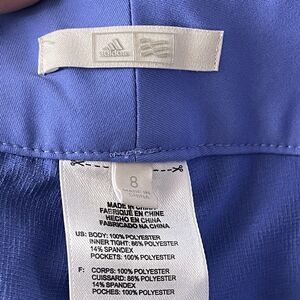 adidas
8
MADE IN CHINA
FABRIQUÉ EN CHINE
HECHO EN CHINA
FABRICADO NA CHINA
US: BODY: 100% POLYESTER
INNER TIGHT: 86% POLYESTER
14% SPANDEX
POCKETS: 100% POLYESTER
F: CORPS: 100% POLYESTER
CUISSARD: 86% POLYESTER
14% SPANDEX
POCHES: 100% POLYESTER